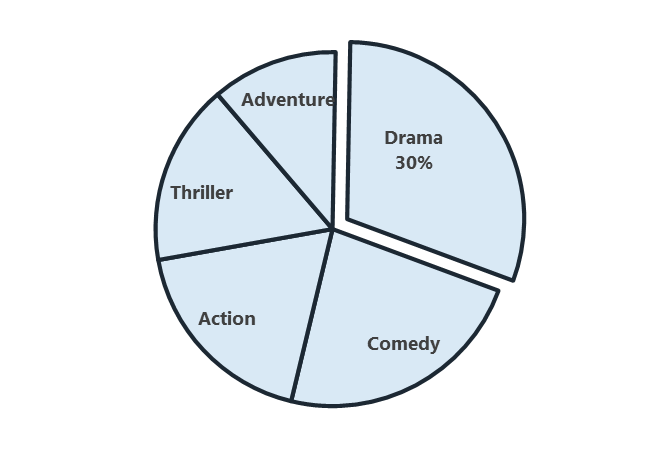 Adventure
Drama
30%
Thriller
Action
Comedy